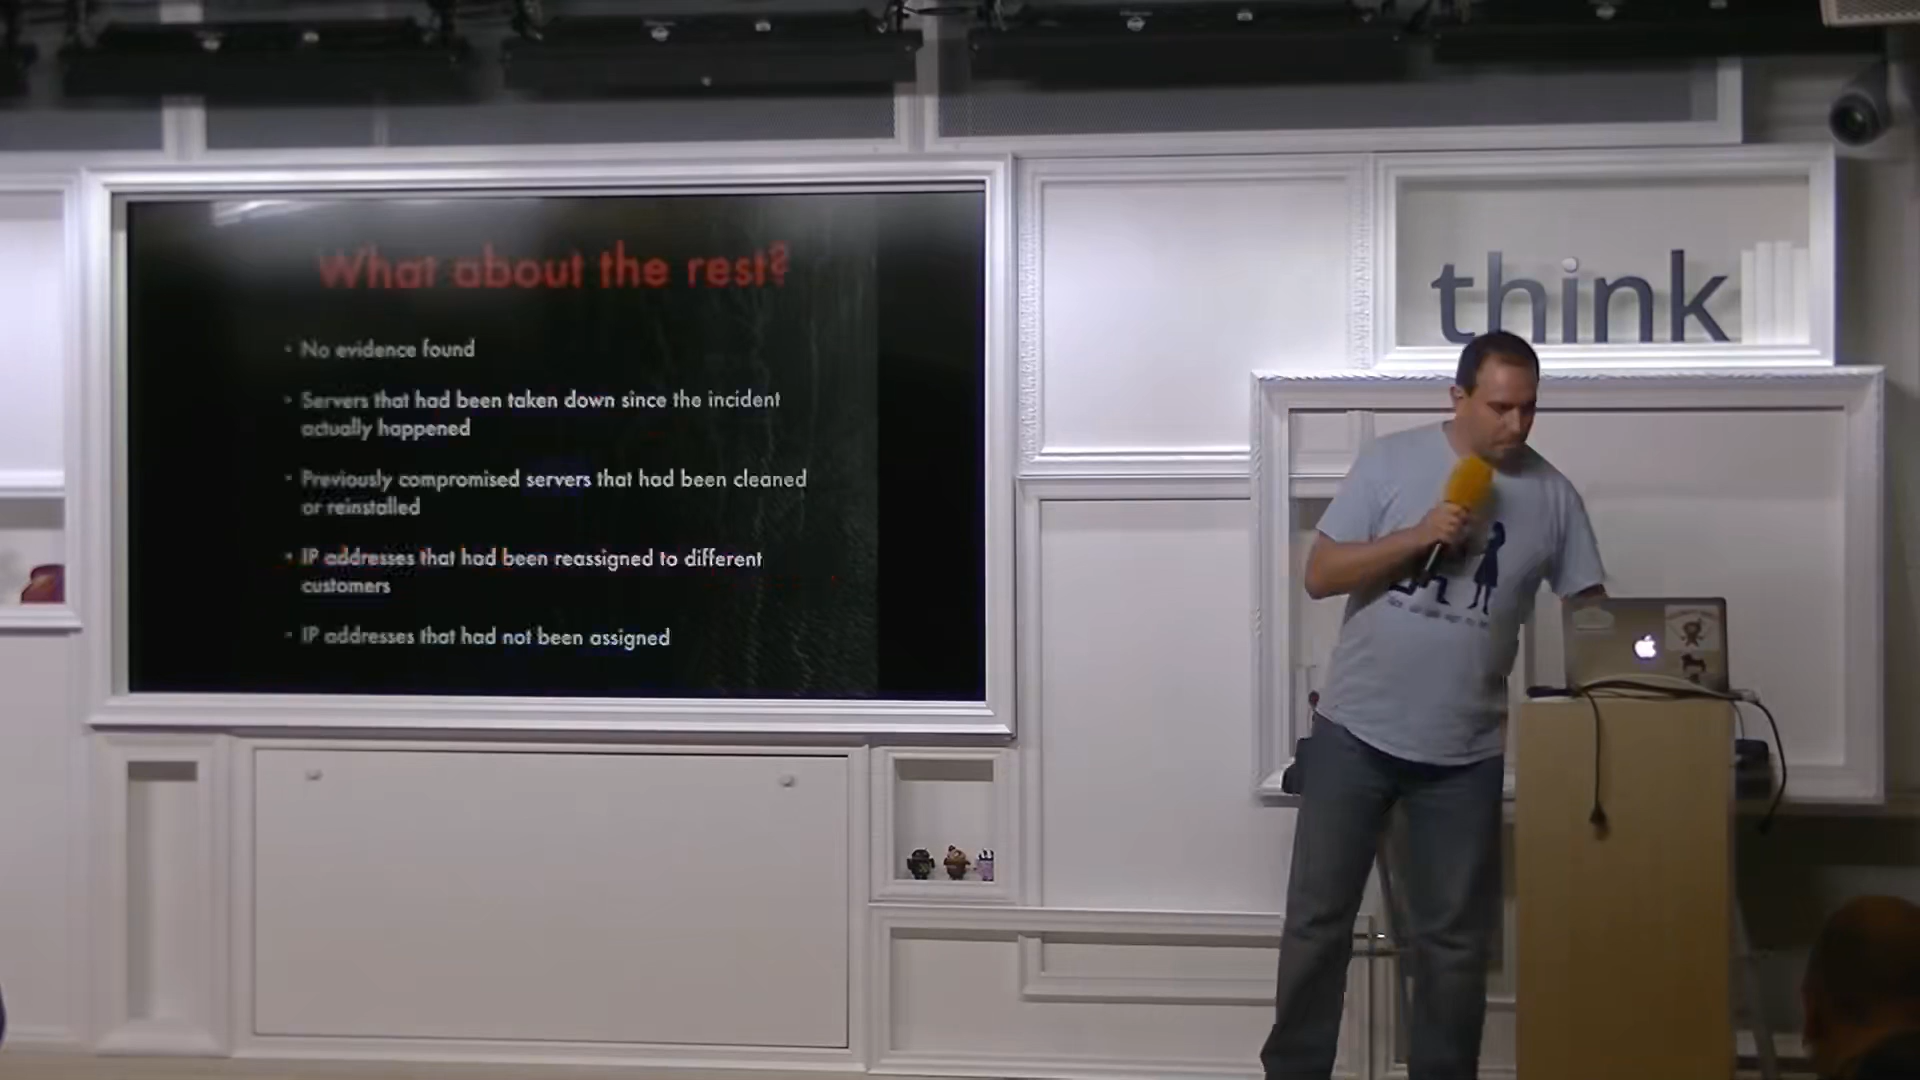 What about the rest?
• No evidence found
• Servers that had been taken down since the incident
actually happened
• Previously compromised servers that had been cleaned
or reinstalled
• IP addresses that had been reassigned to different
customers
• IP addresses that had not been assigned
think